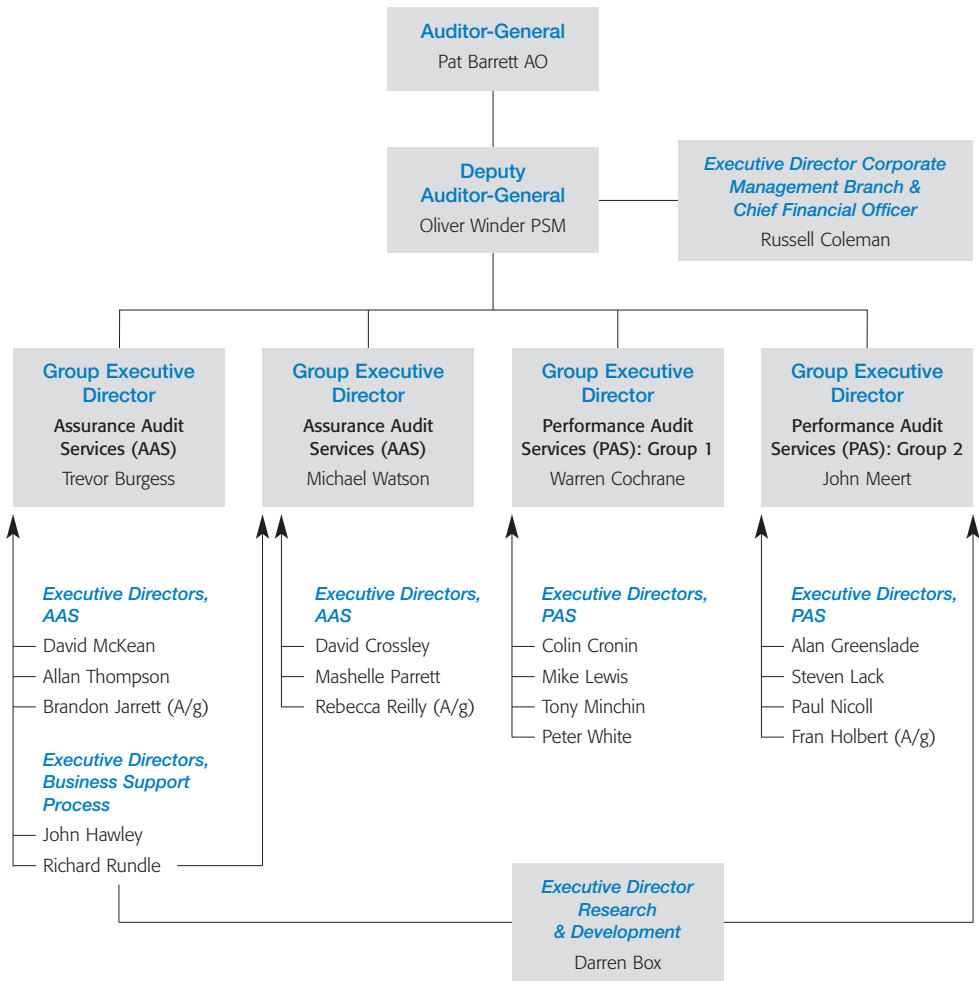 Auditor-General
Pat Barrett AO
Deputy
Auditor-General
Oliver Winder PSM
Executive Director Corporate
Management Branch &
Chief Financial Officer
Russell Coleman
Group Executive
Director
Assurance Audit
Services (AAS)
Trevor Burgess
Group Executive
Director
Assurance Audit
Services (AAS)
Michael Watson
Group Executive
Director
Performance Audit
Services (PAS): Group 1
Warren Cochrane
Group Executive
Director
Performance Audit
Services (PAS): Group 2
John Meert
Executive Directors,
AAS
David McKean
Allan Thompson
Brandon Jarrett (A/g)
Executive Directors,
Business Support
Process
John Hawley
Richard Rundle
Executive Directors,
AAS
David Crossley
Mashelle Parrett
Rebecca Reilly (A/g)
Executive Directors,
PAS
Colin Cronin
Mike Lewis
Tony Minchin
Peter White
Executive Directors,
PAS
Alan Greenslade
Steven Lack
Paul Nicoll
Fran Holbert (A/g)
Executive Director
Research
& Development
Darren Box